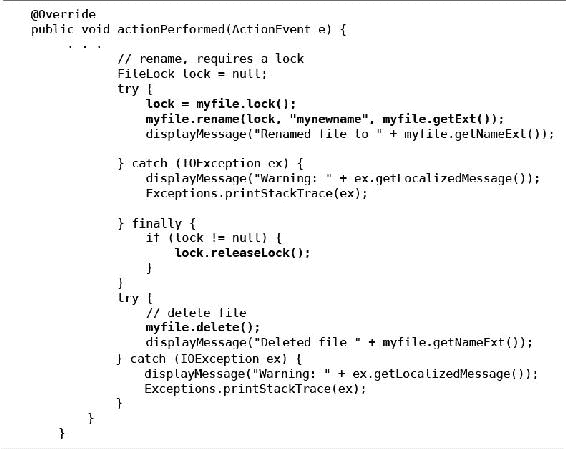 @Override
public void actionPerformed(ActionEvent e) {
. . .
// rename, requires a lock
FileLock lock = null;
try {
lock = myfile.lock();
myfile.rename(lock, "mynewname", myfile.getExt());
displayMessage("Renamed file to " + myfile.getNameExt());
} catch (IOException ex) {
displayMessage("Warning: " + ex.getLocalizedMessage());
Exceptions.printStackTrace(ex);
} finally {
if (lock != null) {
lock.releaseLock();
}
}
try {
// delete file
myfile.delete();
displayMessage("Deleted file " + myfile.getNameExt());
} catch (IOException ex) {
displayMessage("Warning: " + ex.getLocalizedMessage());
Exceptions.printStackTrace(ex);
}
}
}